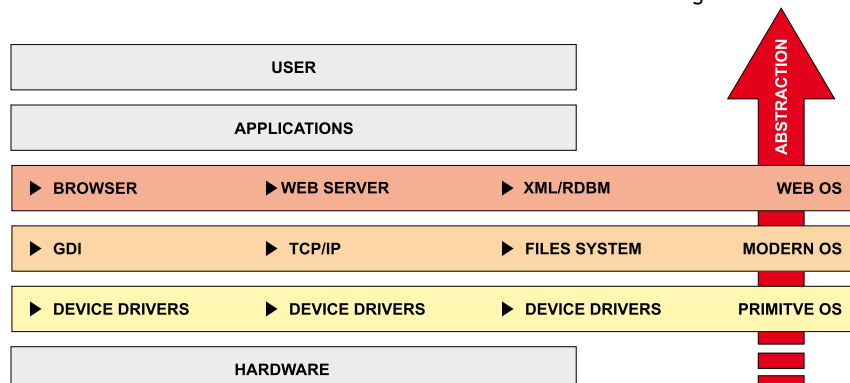 USER
ABSTRACTION
APPLICATIONS
BROWSER WEB SERVER XML/RDBM WEB OS
GDI TCP/IP FILES SYSTEM MODERN OS
DEVICE DRIVERS DEVICE DRIVERS DEVICE DRIVERS PRIMITVE OS
HARDWARE